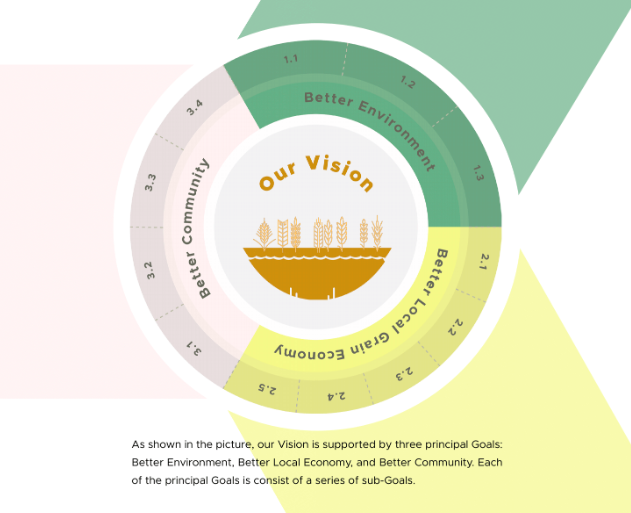 Our Vision
Better Environment
1.1
1.2
1.3
Better Local Grain Economy
2.1
2.2
2.3
2.4
2.5
Better Community
3.1
3.2
3.3
3.4
As shown in the picture, our Vision is supported by three principal Goals:
Better Environment, Better Local Economy, and Better Community. Each
of the principal Goals is consist of a series of sub-Goals.